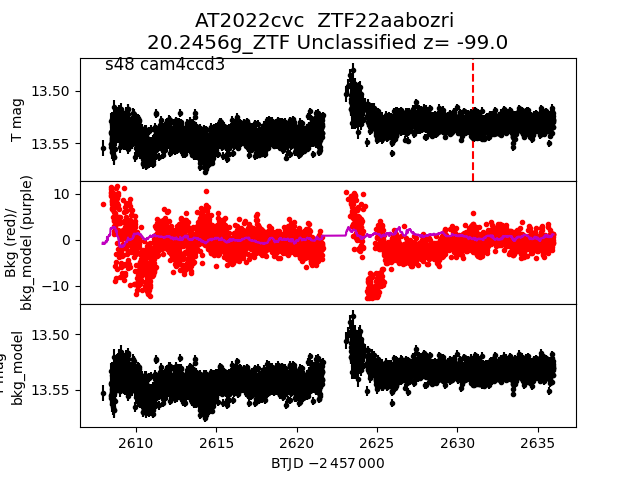 AT2022cvc  ZTF22aabozri
20.2456g_ZTF Unclassified z= -99.0
s48 cam4ccd3
13.50
13.55
T mag
10
0
−10
Bkg (red)/
bkg_model (purple)
13.50
13.55
mag
bkg_model
2610
2615
2620
2625
2630
2635
BTJD −2 457 000